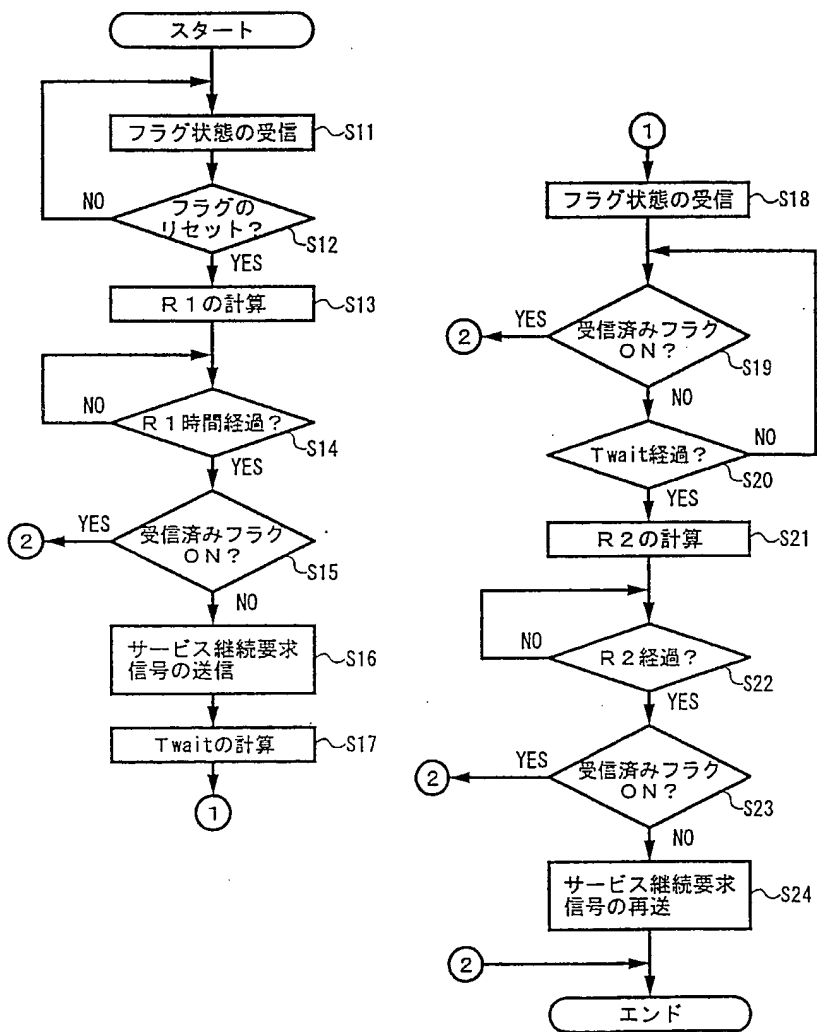 スタート
フラグ状態の受信
S11
NO
フラグの
リセット?
S12
YES
R1の計算
S13
NO
R1時間経過?
S14
YES
YES
受信済みフラグ
ON?
②
S15
NO
サービス継続要求
信号の送信
S16
Twaitの計算
S17
①
①
フラグ状態の受信
S18
YES
受信済みフラグ
ON?
②
S19
NO
Twait経過?
NO
S20
YES
R2の計算
S21
NO
R2経過?
S22
YES
YES
受信済みフラグ
ON?
②
S23
NO
サービス継続要求
信号の再送
S24
②
エンド